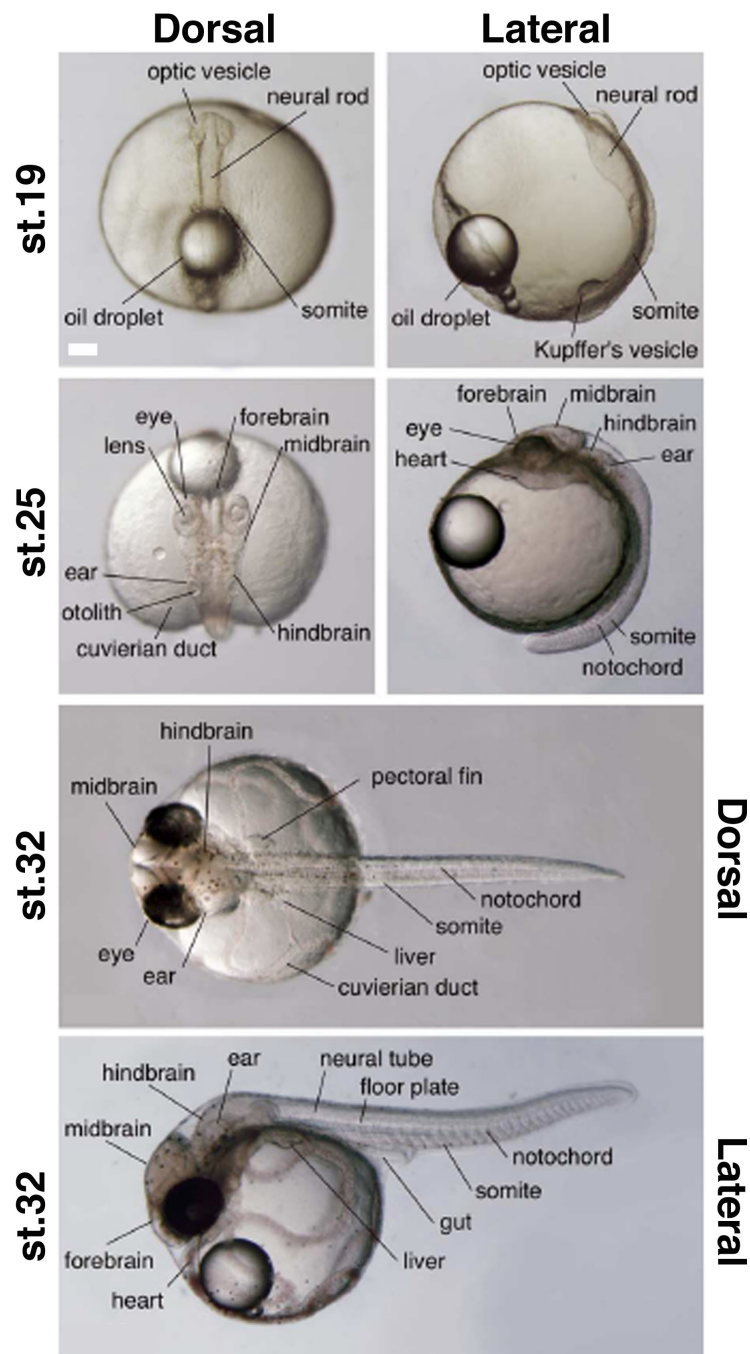 Dorsal
Lateral
st.19
optic vesicle
neural rod
oil droplet
somite
optic vesicle
neural rod
oil droplet
somite
Kupffer's vesicle
st.25
eye
forebrain
lens
midbrain
ear
otolith
cuvierian duct
hindbrain
forebrain
midbrain
eye
hindbrain
heart
ear
somite
notochord
st.32
Dorsal
hindbrain
midbrain
pectoral fin
notochord
somite
eye
liver
ear
cuvierian duct
st.32
Lateral
ear
neural tube
hindbrain
floor plate
midbrain
notochord
somite
gut
forebrain
liver
heart